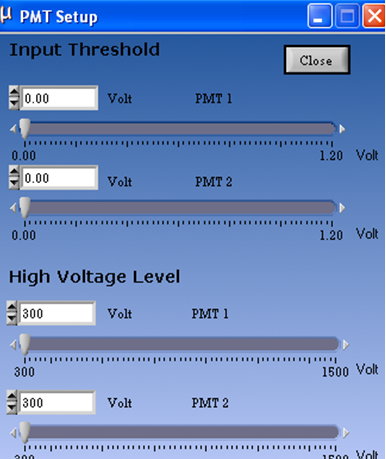 μ PMT Setup
Input Threshold
Close
0.00 Volt PMT 1
0.00 1.20 Volt
0.00 Volt PMT 2
0.00 1.20 Volt
High Voltage Level
300 Volt PMT 1
300 1500 Volt
300 Volt PMT 2
300 1500 Volt